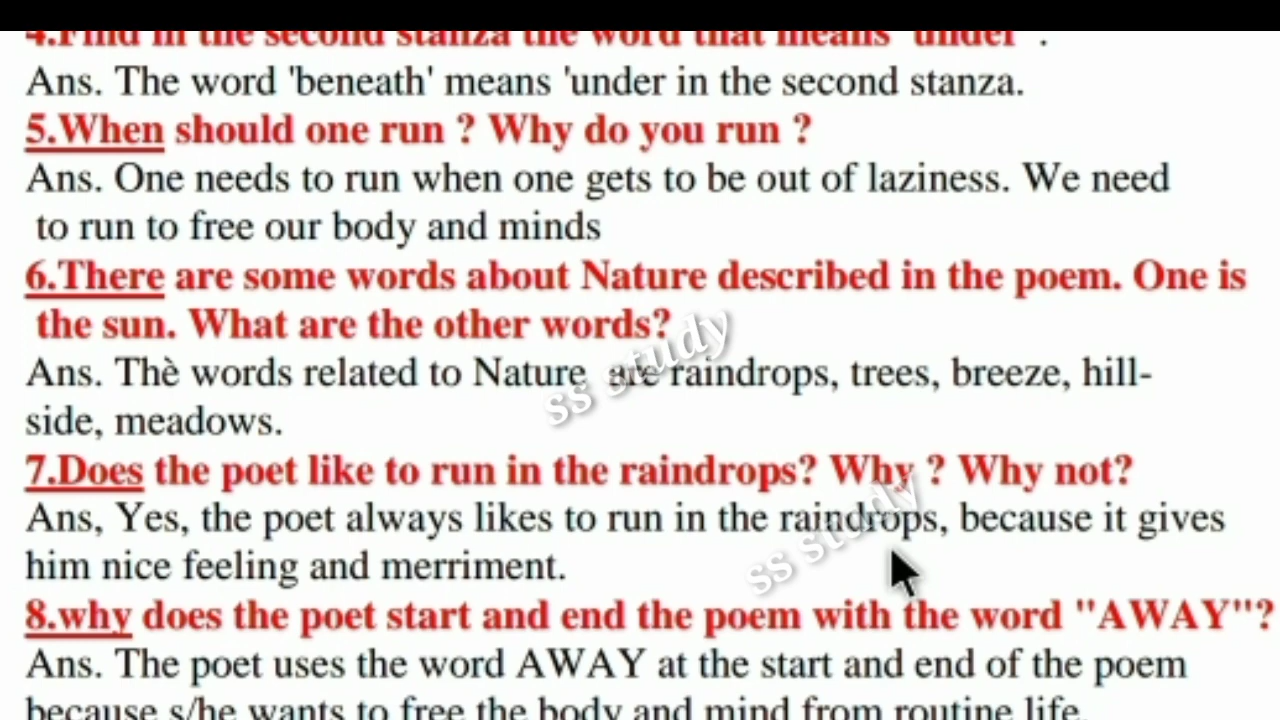 4.Find in the second stanza the word that means "under" .
Ans. The word 'beneath' means 'under in the second stanza.
5.When should one run ? Why do you run ?
Ans. One needs to run when one gets to be out of laziness. We need
to run to free our body and minds
6.There are some words about Nature described in the poem. One is
the sun. What are the other words?
Ans. Thè words related to Nature are raindrops, trees, breeze, hill-
side, meadows.
ss study
7.Does the poet like to run in the raindrops? Why ? Why not?
Ans, Yes, the poet always likes to run in the raindrops, because it gives
him nice feeling and merriment.
ss study
8.why does the poet start and end the poem with the word "AWAY"?
Ans. The poet uses the word AWAY at the start and end of the poem
because s/he wants to free the body and mind from routine life.